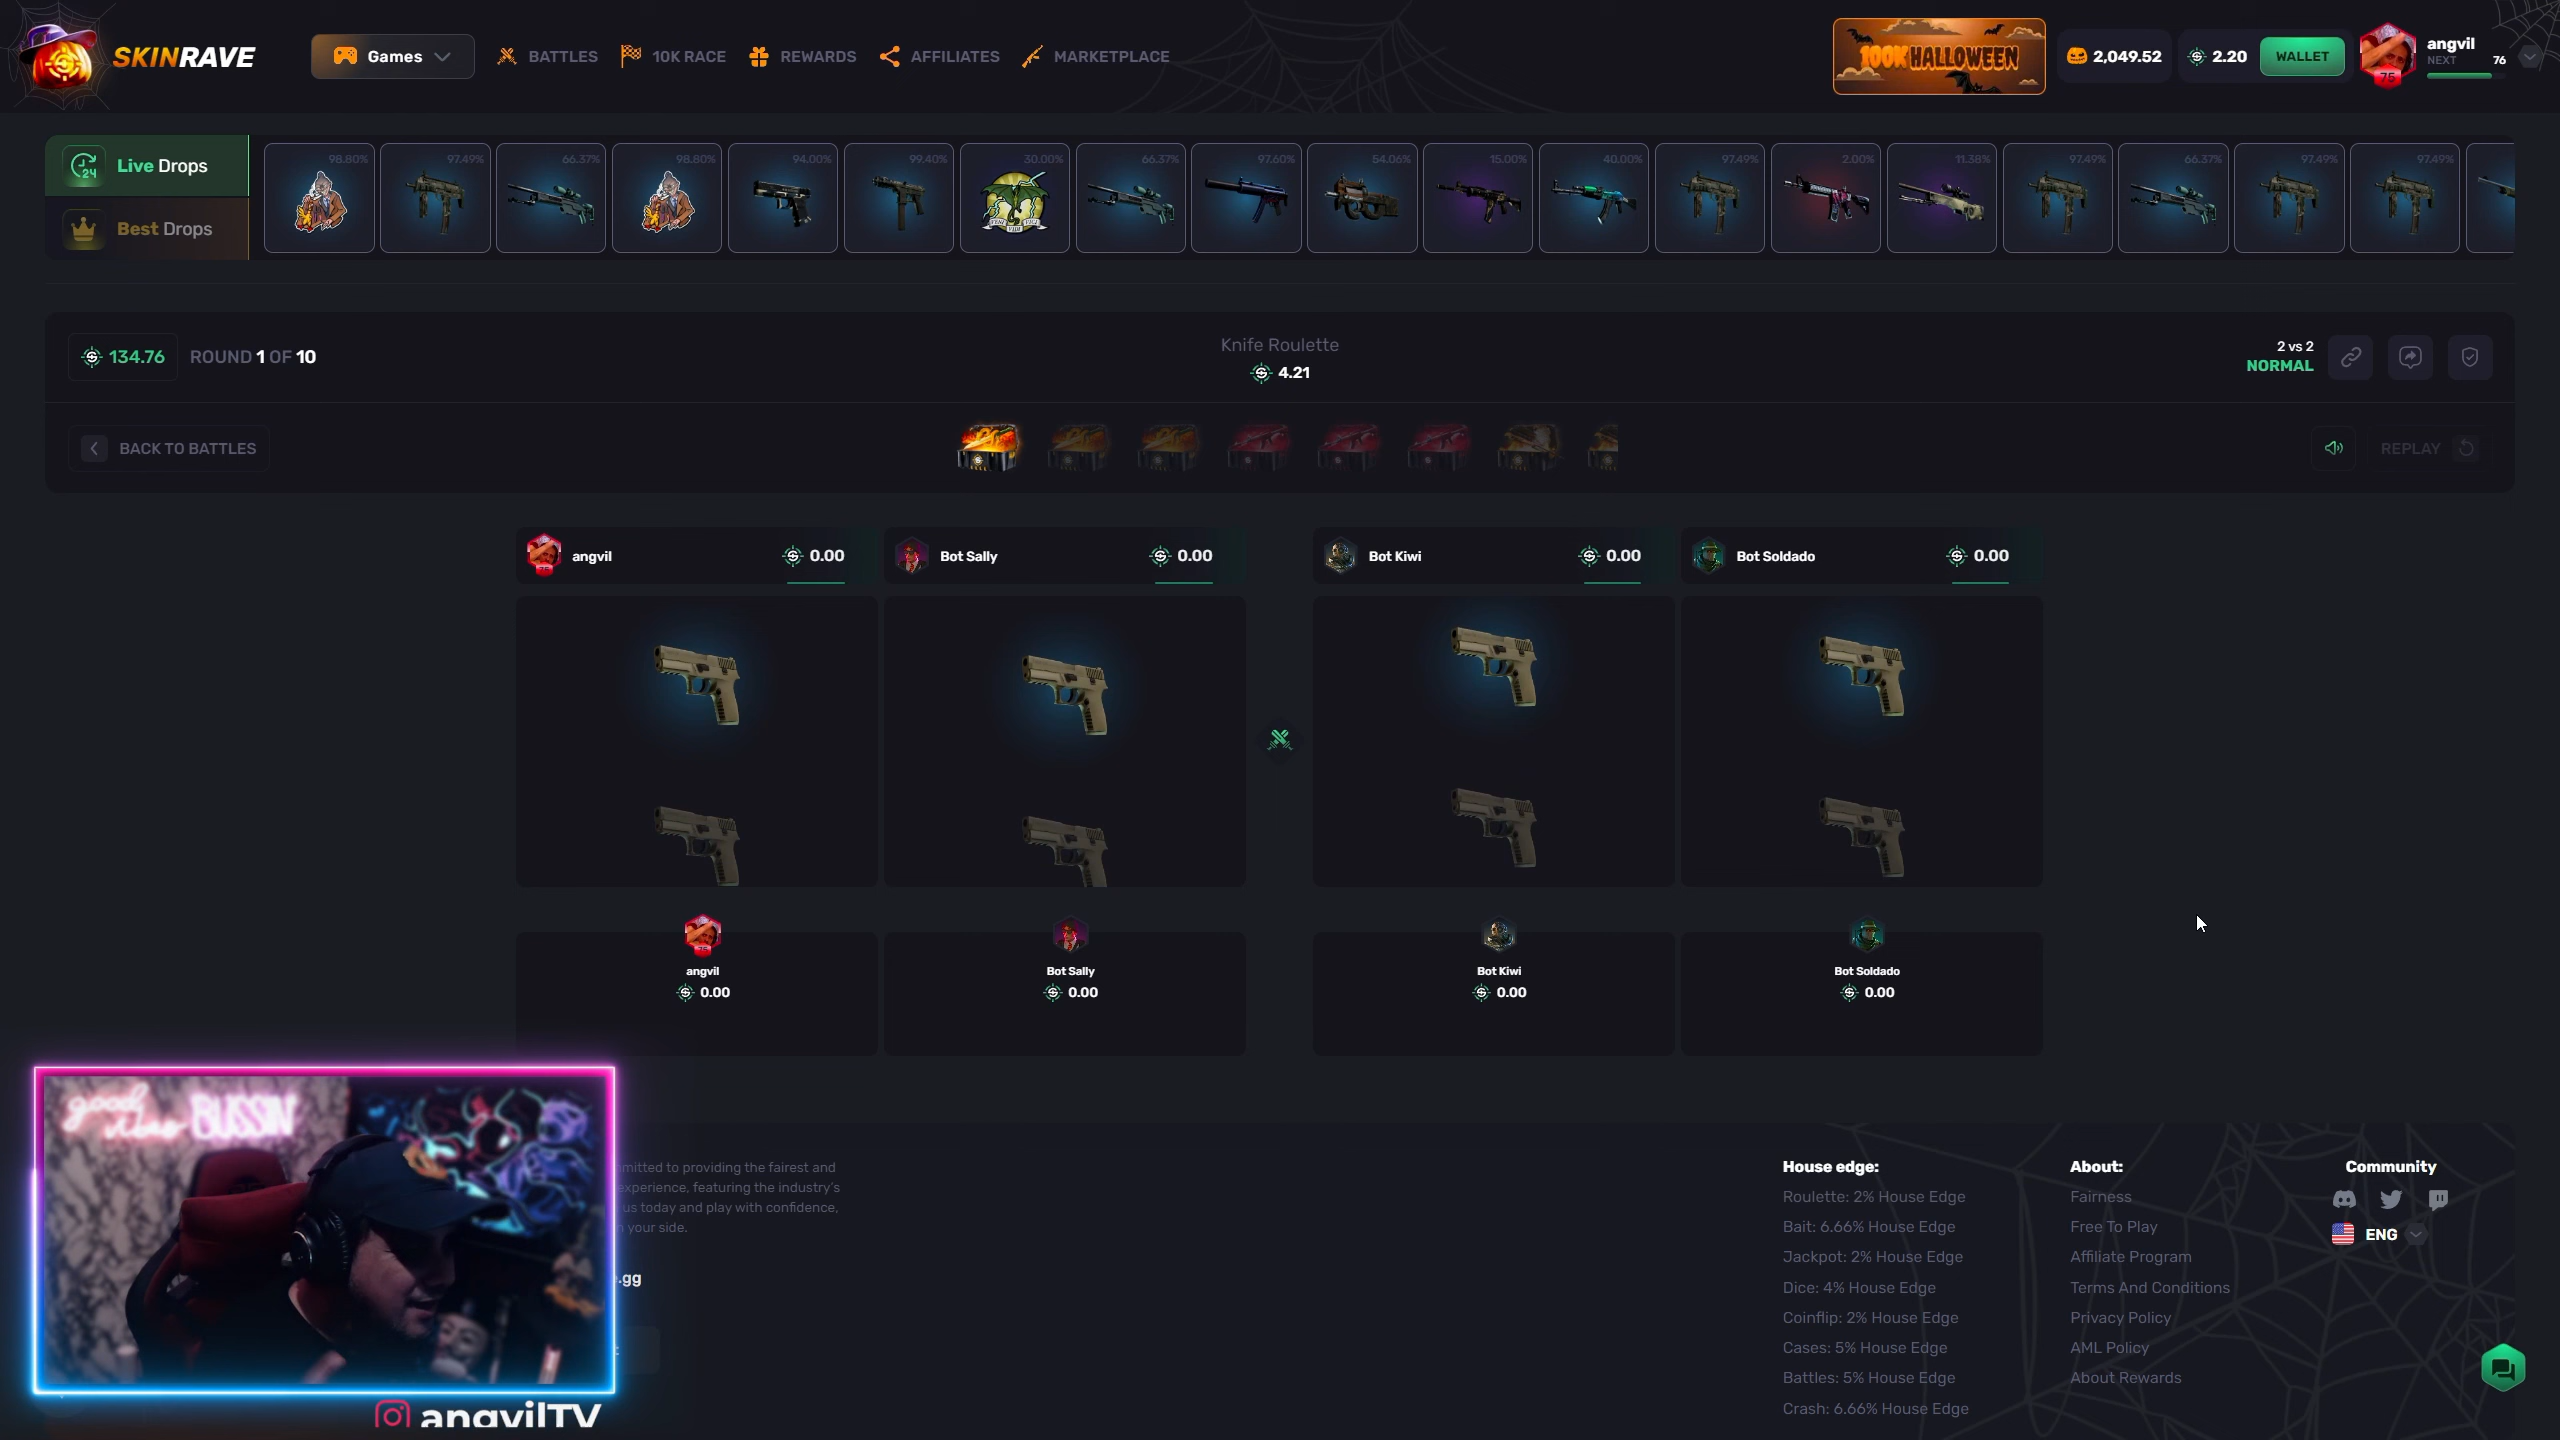 SKINRAVE
Games
BATTLES
10K RACE
REWARDS
AFFILIATES
MARKETPLACE
100K HALLOWEEN
2,049.52
2.20
WALLET
75
angvil
NEXT 76
Live Drops
24
Best Drops
98.80%
97.49%
66.37%
98.80%
94.00%
99.40%
30.00%
66.37%
97.60%
54.06%
15.00%
40.00%
97.49%
2.00%
11.38%
97.49%
66.37%
97.49%
97.49%
134.76
ROUND 1 OF 10
Knife Roulette
4.21
2 vs 2
NORMAL
BACK TO BATTLES
REPLAY
angvil 0.00
Bot Sally 0.00
Bot Kiwi 0.00
Bot Soldado 0.00
angvil
0.00
Bot Sally
0.00
Bot Kiwi
0.00
Bot Soldado
0.00
good vibes BUSSIN'
mitted to providing the fairest and
experience, featuring the industry's
us today and play with confidence,
your side.
.gg
angvilTV
House edge:
Roulette: 2% House Edge
Bait: 6.66% House Edge
Jackpot: 2% House Edge
Dice: 4% House Edge
Coinflip: 2% House Edge
Cases: 5% House Edge
Battles: 5% House Edge
Crash: 6.66% House Edge
About:
Fairness
Free To Play
Affiliate Program
Terms And Conditions
Privacy Policy
AML Policy
About Rewards
Community
ENG